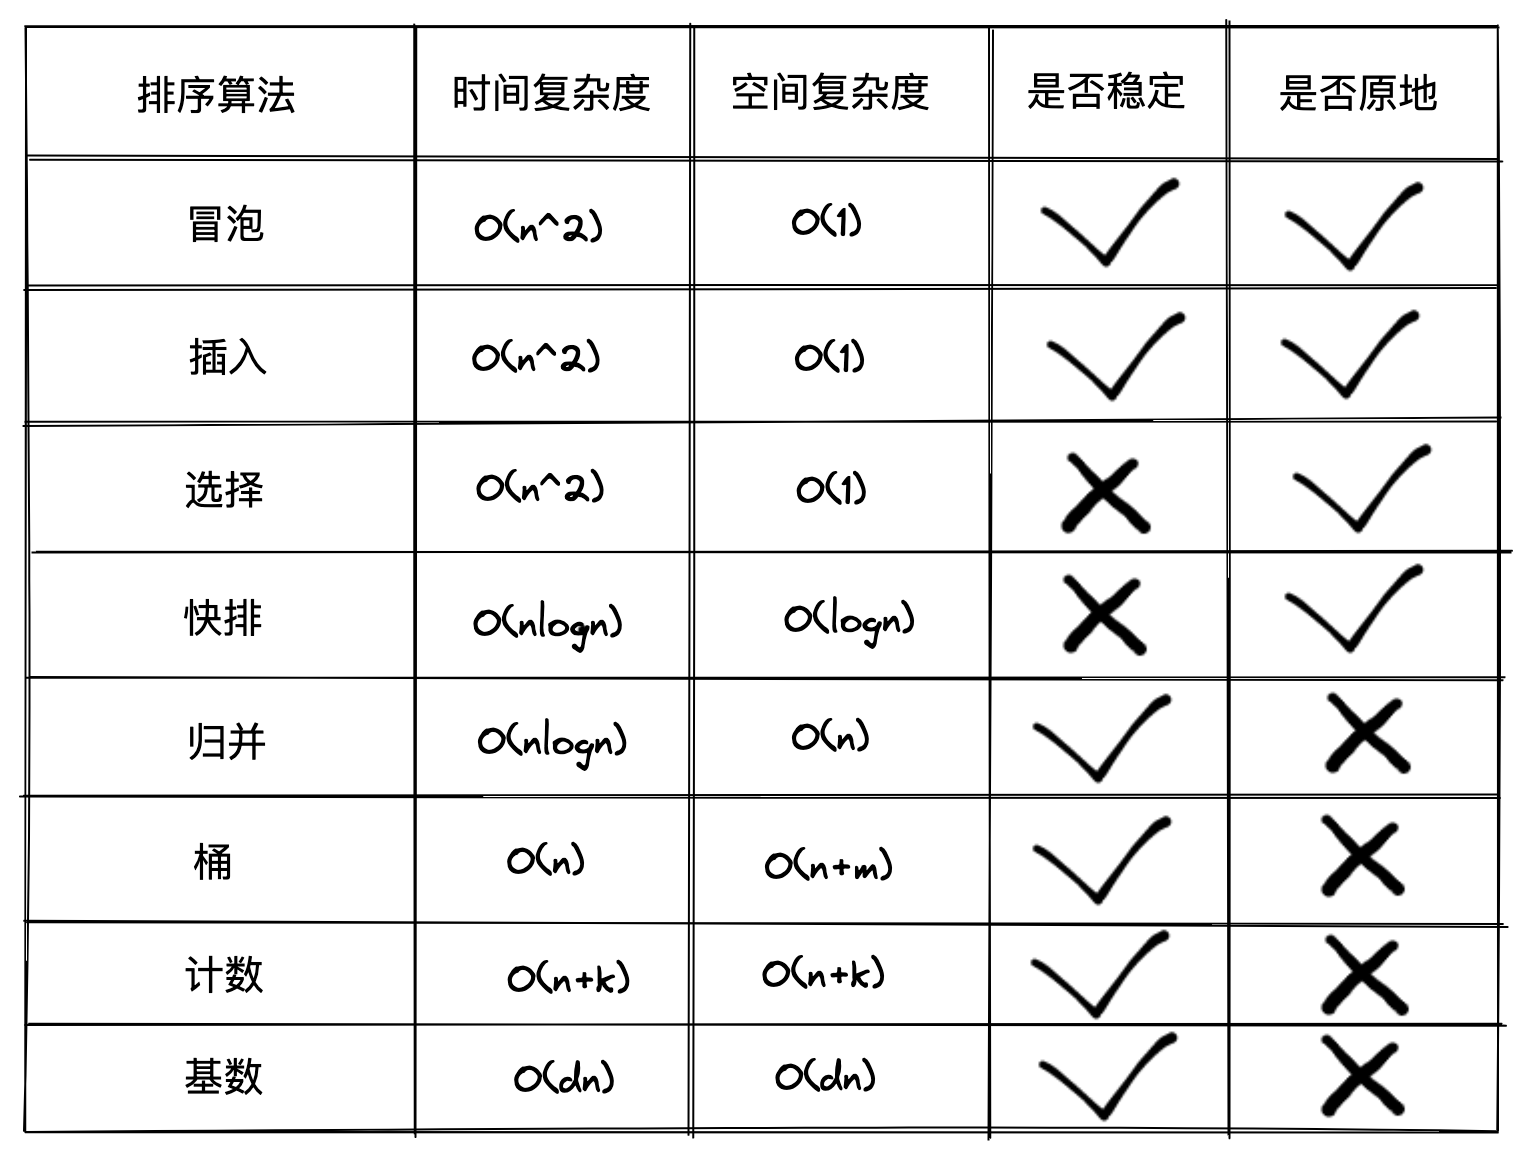 排序算法 时间复杂度 空间复杂度 是否稳定 是否原地
冒泡 O(n^2) O(1) ✓ ✓
插入 O(n^2) O(1) ✓ ✓
选择 O(n^2) O(1) ✗ ✓
快排 O(nlogn) O(logn) ✗ ✓
归并 O(nlogn) O(n) ✓ ✗
桶 O(n) O(n+m) ✓ ✗
计数 O(n+k) O(n+k) ✓ ✗
基数 O(dn) O(dn) ✓ ✗